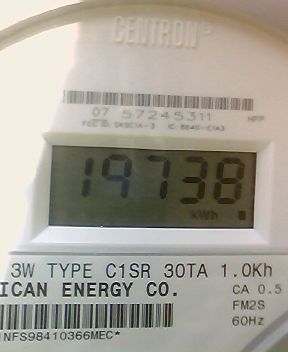 CENTRON®
07 57245311
HPP
19738
kWh
3W TYPE C1SR 30TA 1.0Kh
ICAN ENERGY CO.
CA 0.5
FM2S
60Hz
NFS98410366MEC*